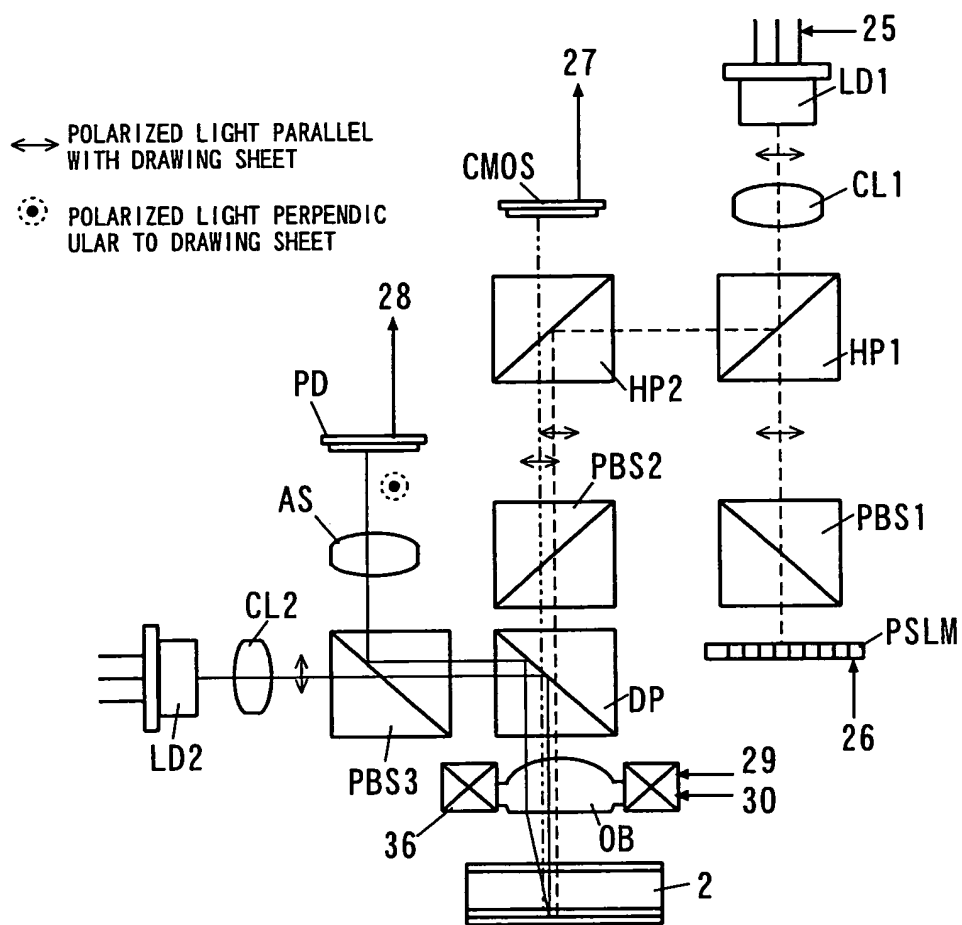 25
LD1
27
POLARIZED LIGHT PARALLEL
WITH DRAWING SHEET
CMOS
CL1
POLARIZED LIGHT PERPENDIC
ULAR TO DRAWING SHEET
28
HP1
HP2
PD
PBS2
PBS1
AS
CL2
PSLM
DP
LD2
26
PBS3
29
30
36
OB
2